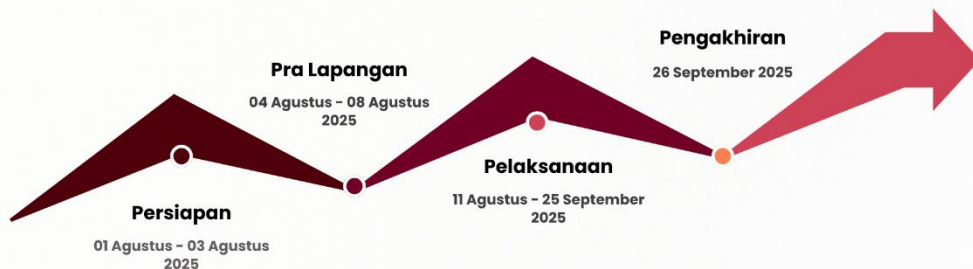 Persiapan
01 Agustus - 03 Agustus
2025
Pra Lapangan
04 Agustus - 08 Agustus
2025
Pelaksanaan
11 Agustus - 25 September
2025
Pengakhiran
26 September 2025